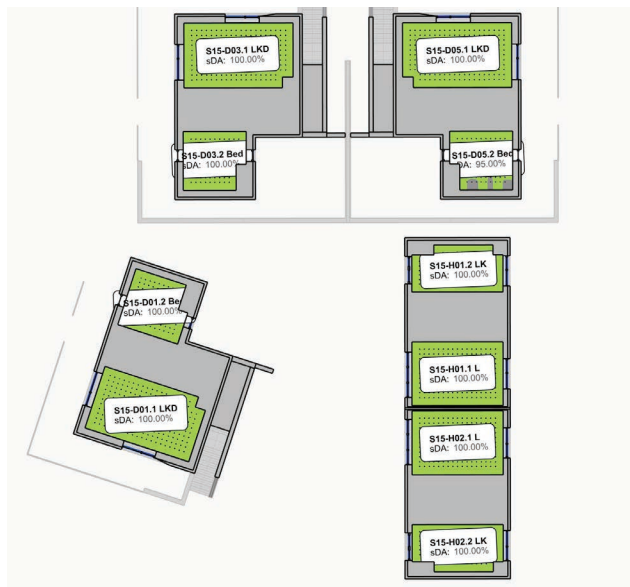 S15-D03.1 LKD
sDA: 100.00%
S15-D05.1 LKD
sDA: 100.00%
S15-D03.2 Bed
sDA: 100.00%
S15-D05.2 Bed
sDA: 95.00%
S15-H01.2 LK
sDA: 100.00%
S15-D01.2 Be
sDA: 100.00%
S15-H01.1 L
sDA: 100.00%
S15-D01.1 LKD
sDA: 100.00%
S15-H02.1 L
sDA: 100.00%
S15-H02.2 LK
sDA: 100.00%